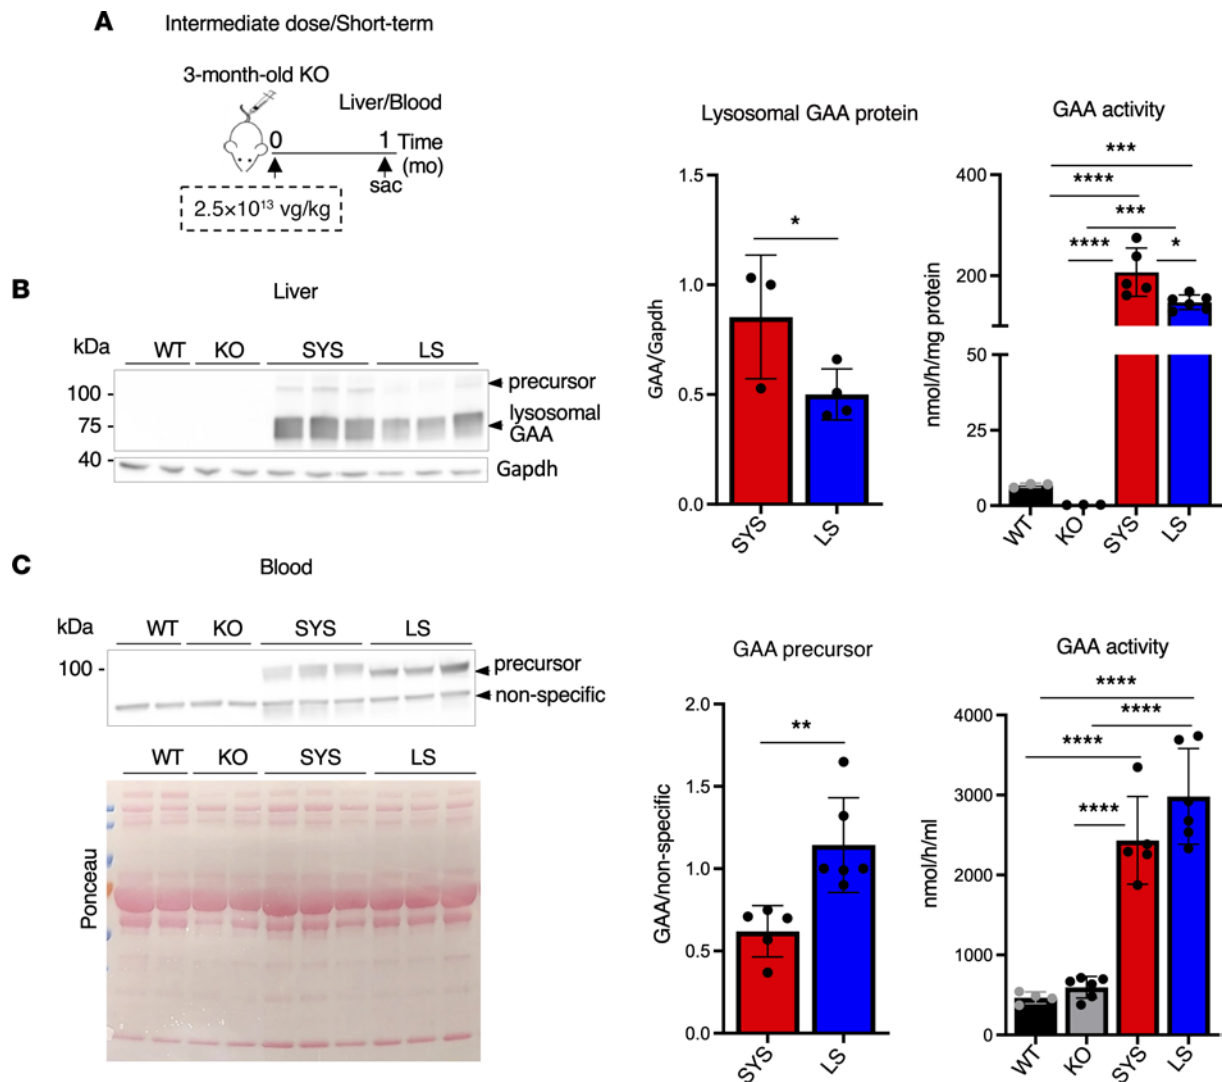 A
Intermediate dose/Short-term
3-month-old KO
Liver/Blood
0
1 Time
(mo)
sac
2.5×10¹³ vg/kg
Lysosomal GAA protein
1.5
1.0
0.5
0.0
GAA/Gapdh
*
SYS
LS
GAA activity
400
200
50
25
0
nmol/h/mg protein
***
****
***
****
*
WT
KO
SYS
LS
B
Liver
kDa
WT KO SYS LS
100
75
40
precursor
lysosomal
GAA
Gapdh
C
Blood
kDa
WT KO SYS LS
100
precursor
non-specific
WT KO SYS LS
Ponceau
GAA precursor
2.0
1.5
1.0
0.5
0.0
GAA/non-specific
**
SYS
LS
GAA activity
4000
3000
2000
1000
0
nmol/h/ml
****
****
****
****
WT
KO
SYS
LS